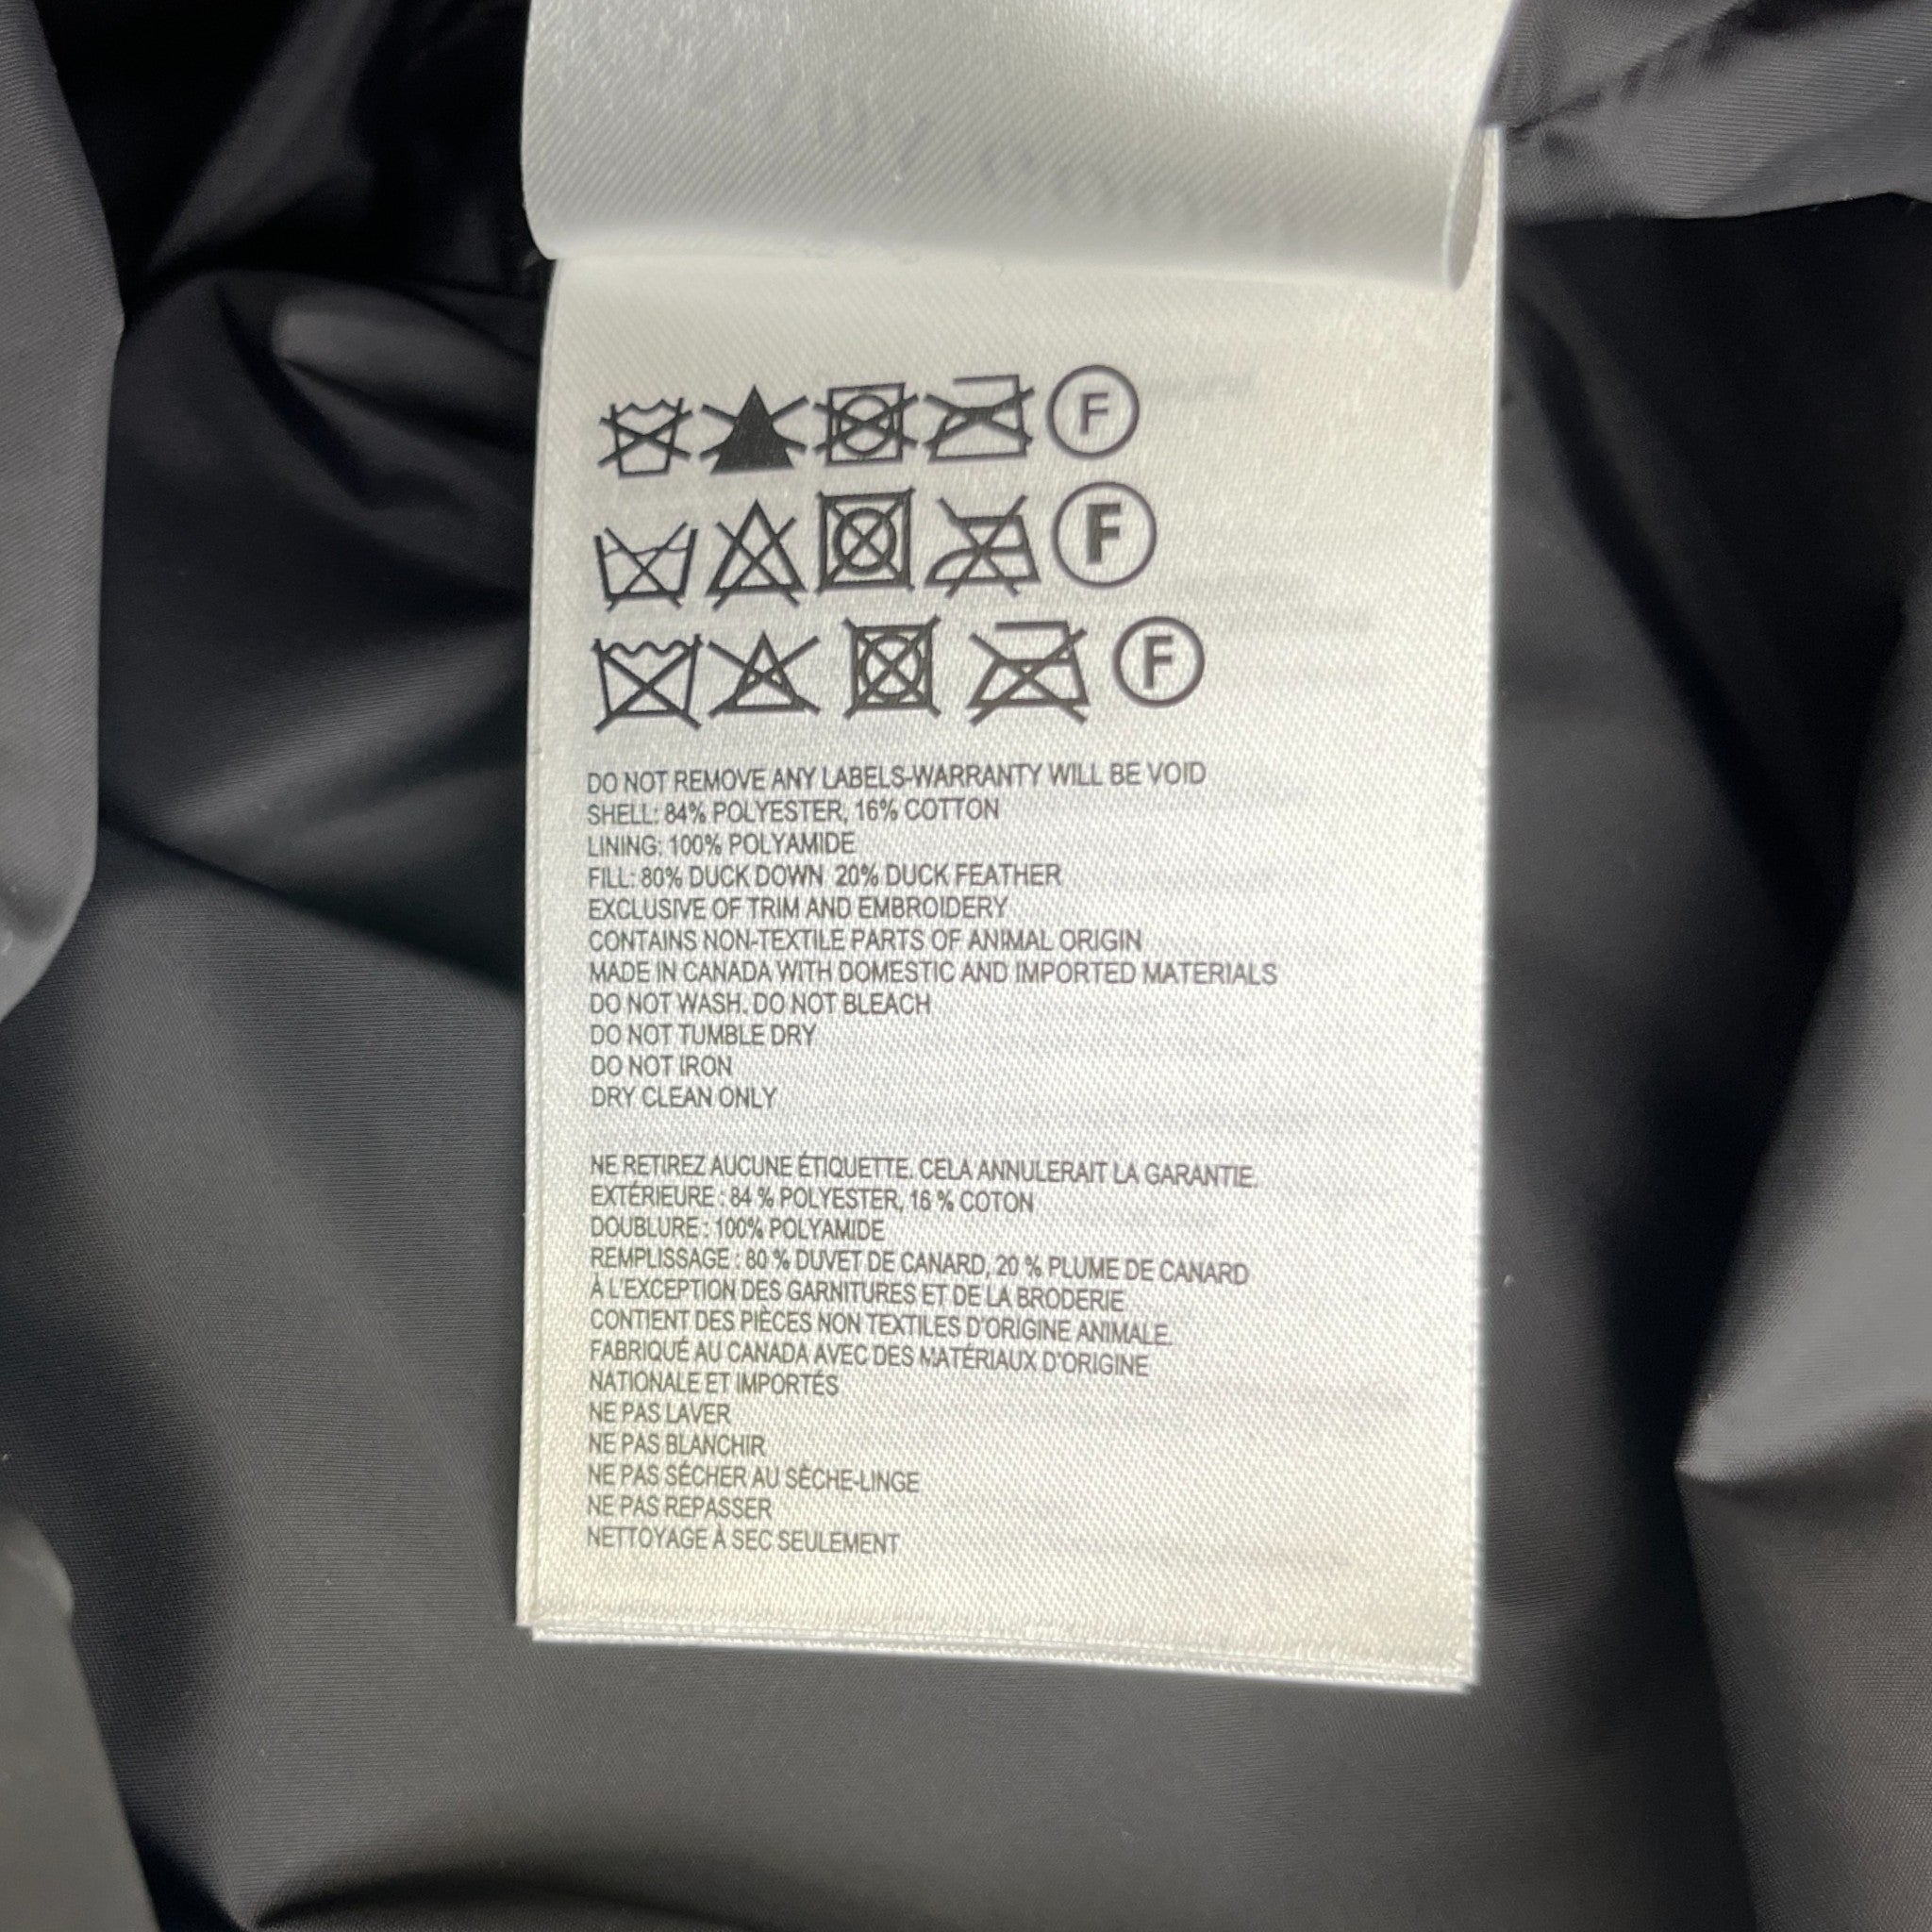 F
F
F
DO NOT REMOVE ANY LABELS-WARRANTY WILL BE VOID
SHELL: 84% POLYESTER, 16% COTTON
LINING: 100% POLYAMIDE
FILL: 80% DUCK DOWN 20% DUCK FEATHER
EXCLUSIVE OF TRIM AND EMBROIDERY
CONTAINS NON-TEXTILE PARTS OF ANIMAL ORIGIN
MADE IN CANADA WITH DOMESTIC AND IMPORTED MATERIALS
DO NOT WASH. DO NOT BLEACH
DO NOT TUMBLE DRY
DO NOT IRON
DRY CLEAN ONLY
NE RETIREZ AUCUNE ÉTIQUETTE. CELA ANNULERAIT LA GARANTIE.
EXTÉRIEURE : 84 % POLYESTER, 16 % COTON
DOUBLURE : 100% POLYAMIDE
REMPLISSAGE : 80 % DUVET DE CANARD, 20 % PLUME DE CANARD
À L'EXCEPTION DES GARNITURES ET DE LA BRODERIE
CONTIENT DES PIÈCES NON TEXTILES D'ORIGINE ANIMALE.
FABRIQUÉ AU CANADA AVEC DES MATÉRIAUX D'ORIGINE
NATIONALE ET IMPORTÉS
NE PAS LAVER
NE PAS BLANCHIR
NE PAS SÉCHER AU SÈCHE-LINGE
NE PAS REPASSER
NETTOYAGE À SEC SEULEMENT